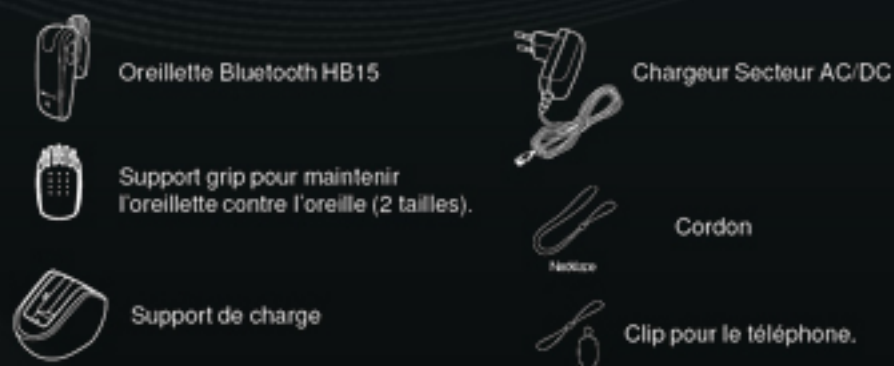 Oreillette Bluetooth HB15
Support grip pour maintenir
l'oreillette contre l'oreille (2 tailles).
Support de charge
Chargeur Secteur AC/DC
Necklace
Cordon
Clip pour le téléphone.